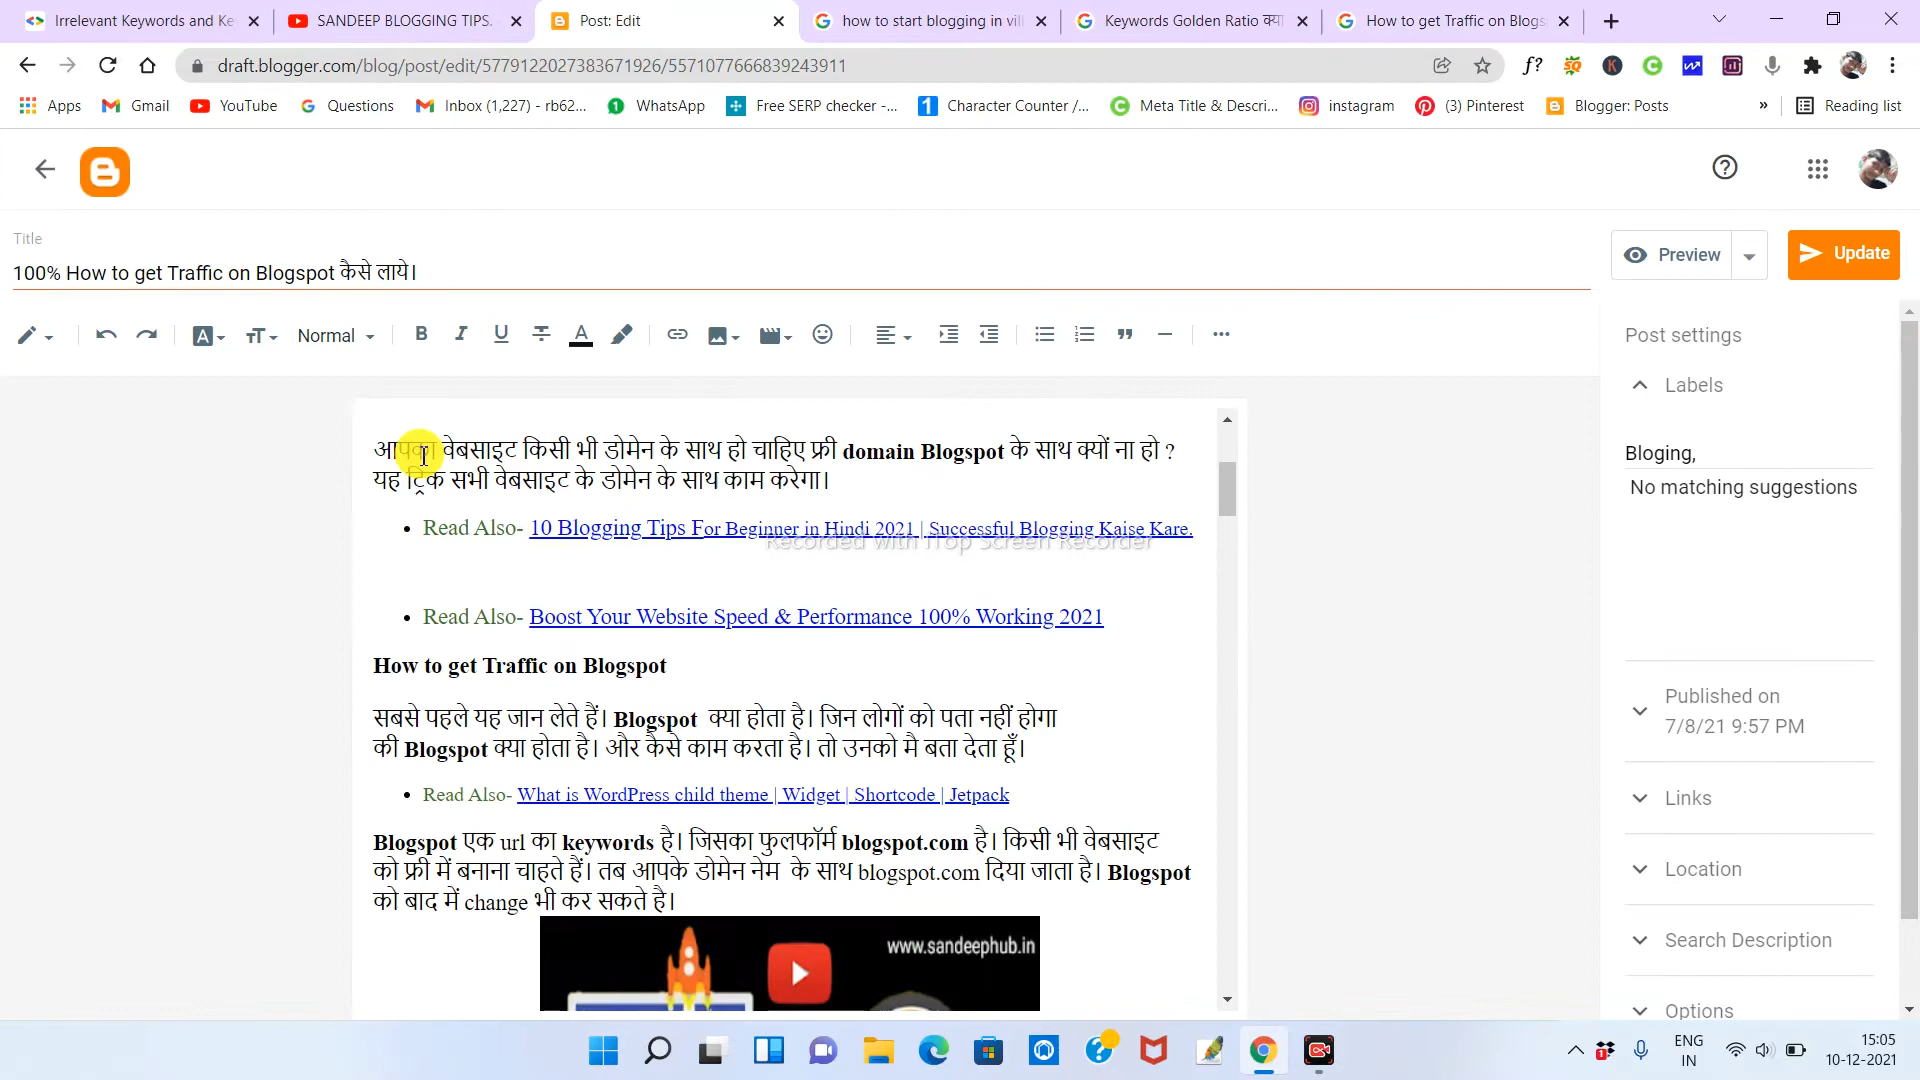 Irrelevant Keywords and Ke
SANDEEP BLOGGING TIPS.
Post: Edit
how to start blogging in vill
Keywords Golden Ratio क्या
How to get Traffic on Blogs
draft.blogger.com/blog/post/edit/5779122027383671926/5571077666839243911
Apps
Gmail
YouTube
Questions
Inbox (1,227) - rb62...
WhatsApp
Free SERP checker -...
Character Counter /...
Meta Title & Descri...
instagram
(3) Pinterest
Blogger: Posts
»
Reading list
Title
100% How to get Traffic on Blogspot कैसे लाये।
Preview
Update
Normal
आपका वेबसाइट किसी भी डोमेन के साथ हो चाहिए फ्री domain Blogspot के साथ क्यों ना हो ?
यह ट्रिक सभी वेबसाइट के डोमेन के साथ काम करेगा।
Read Also- 10 Blogging Tips For Beginner in Hindi 2021 | Successful Blogging Kaise Kare.
Recorded with iTop Screen Recorder
Read Also- Boost Your Website Speed & Performance 100% Working 2021
How to get Traffic on Blogspot
सबसे पहले यह जान लेते हैं। Blogspot क्या होता है। जिन लोगों को पता नहीं होगा
की Blogspot क्या होता है। और कैसे काम करता है। तो उनको मै बता देता हूँ।
Read Also- What is WordPress child theme | Widget | Shortcode | Jetpack
Blogspot एक url का keywords है। जिसका फुलफॉर्म blogspot.com है। किसी भी वेबसाइट
को फ्री में बनाना चाहते हैं। तब आपके डोमेन नेम के साथ blogspot.com दिया जाता है। Blogspot
को बाद में change भी कर सकते है।
www.sandeephub.in
Post settings
Labels
Bloging,
No matching suggestions
Published on
7/8/21 9:57 PM
Links
Location
Search Description
Options
ENG
IN
15:05
10-12-2021